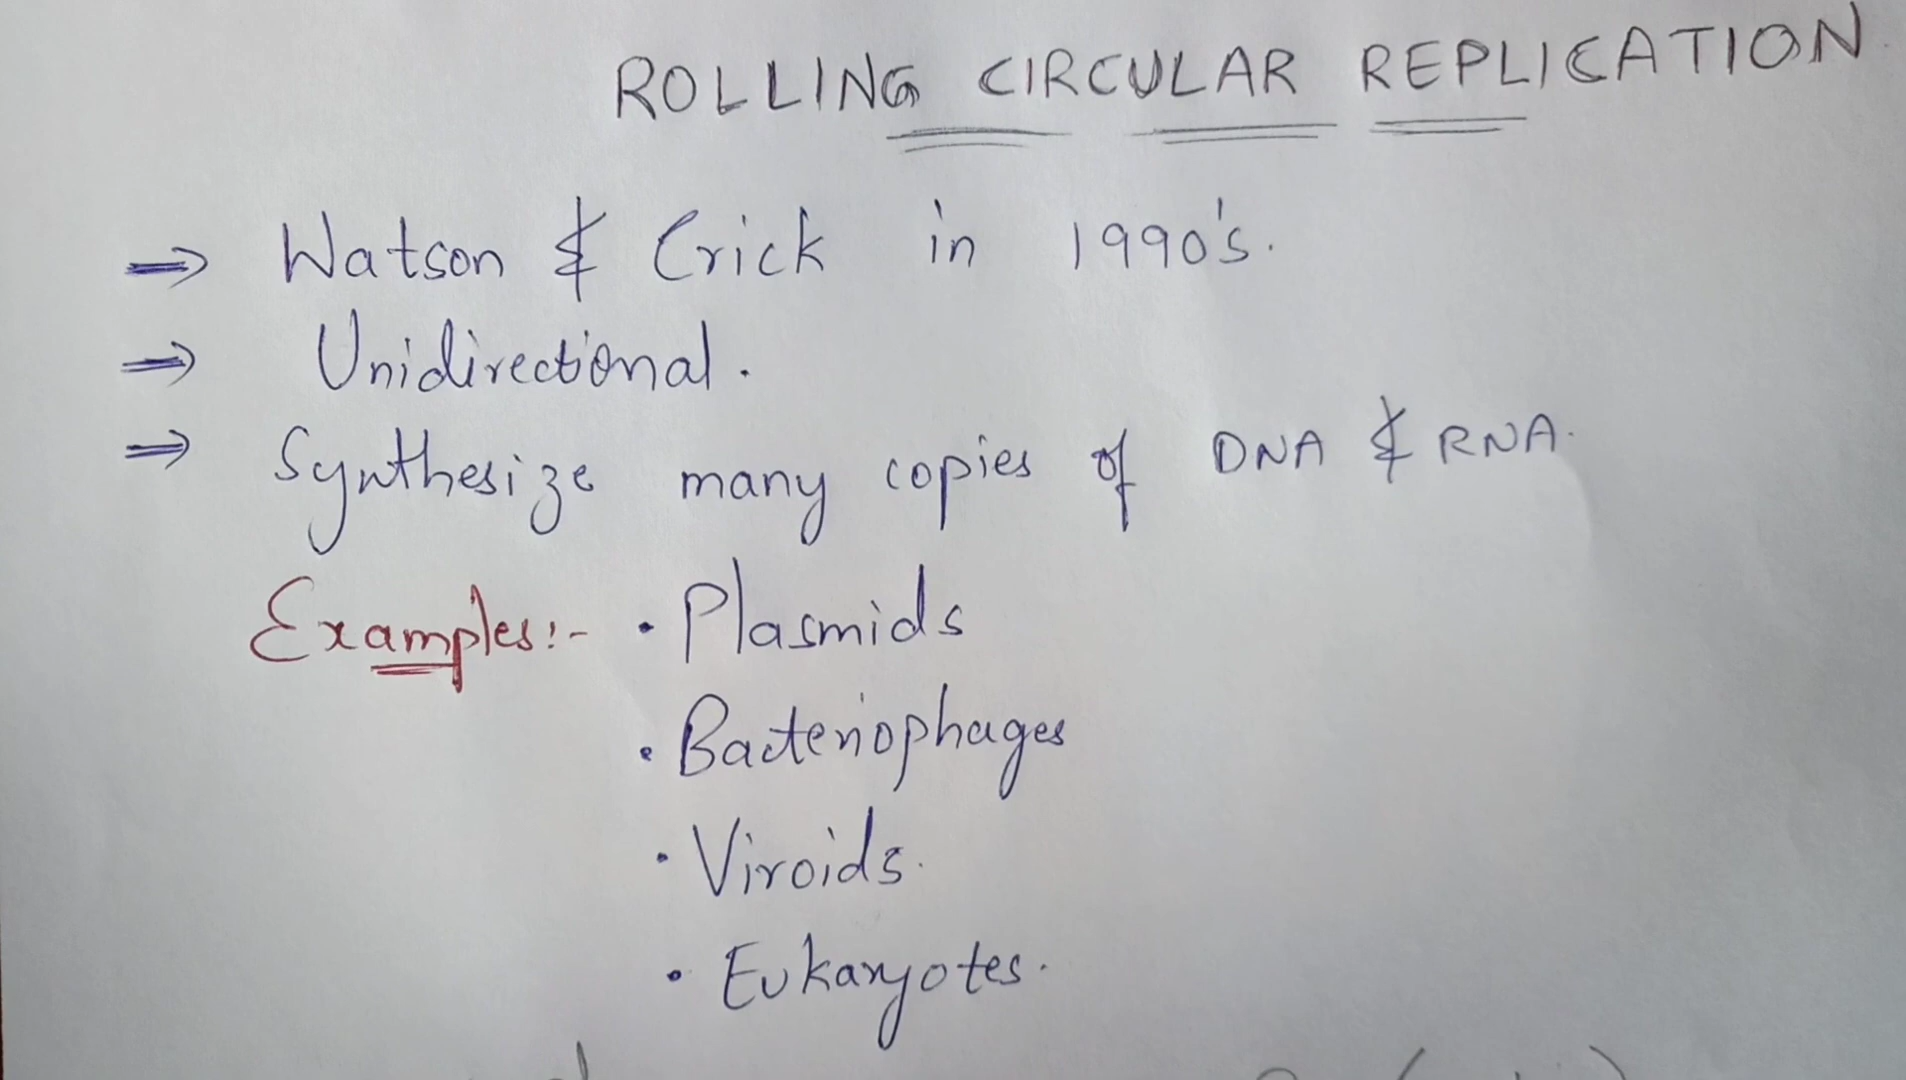 ROLLING CIRCULAR REPLICATION
⇒ Watson & Crick in 1990's.
⇒ Unidirectional.
⇒ Synthesize many copies of DNA & RNA.
Examples:- • Plasmids
• Bacteriophages
• Viroids.
• Eukaryotes.